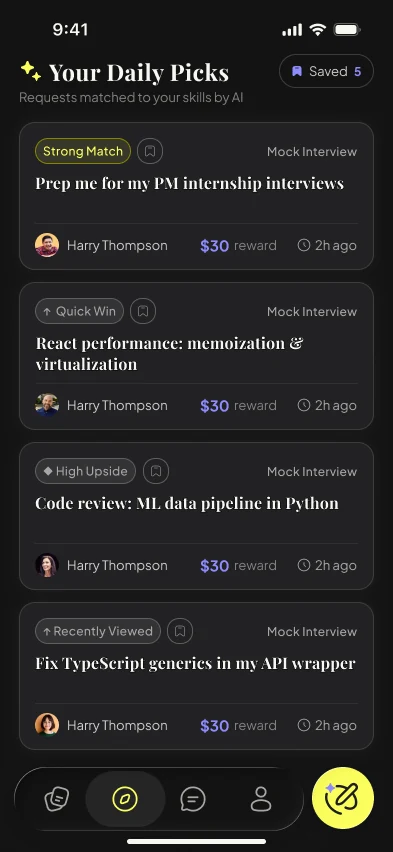 9:41
Your Daily Picks
Saved 5
Requests matched to your skills by AI
Strong Match
Mock Interview
Prep me for my PM internship interviews
Harry Thompson $30 reward 2h ago
↑ Quick Win
Mock Interview
React performance: memoization &
virtualization
Harry Thompson $30 reward 2h ago
◆ High Upside
Mock Interview
Code review: ML data pipeline in Python
Harry Thompson $30 reward 2h ago
↑ Recently Viewed
Mock Interview
Fix TypeScript generics in my API wrapper
Harry Thompson $30 reward 2h ago